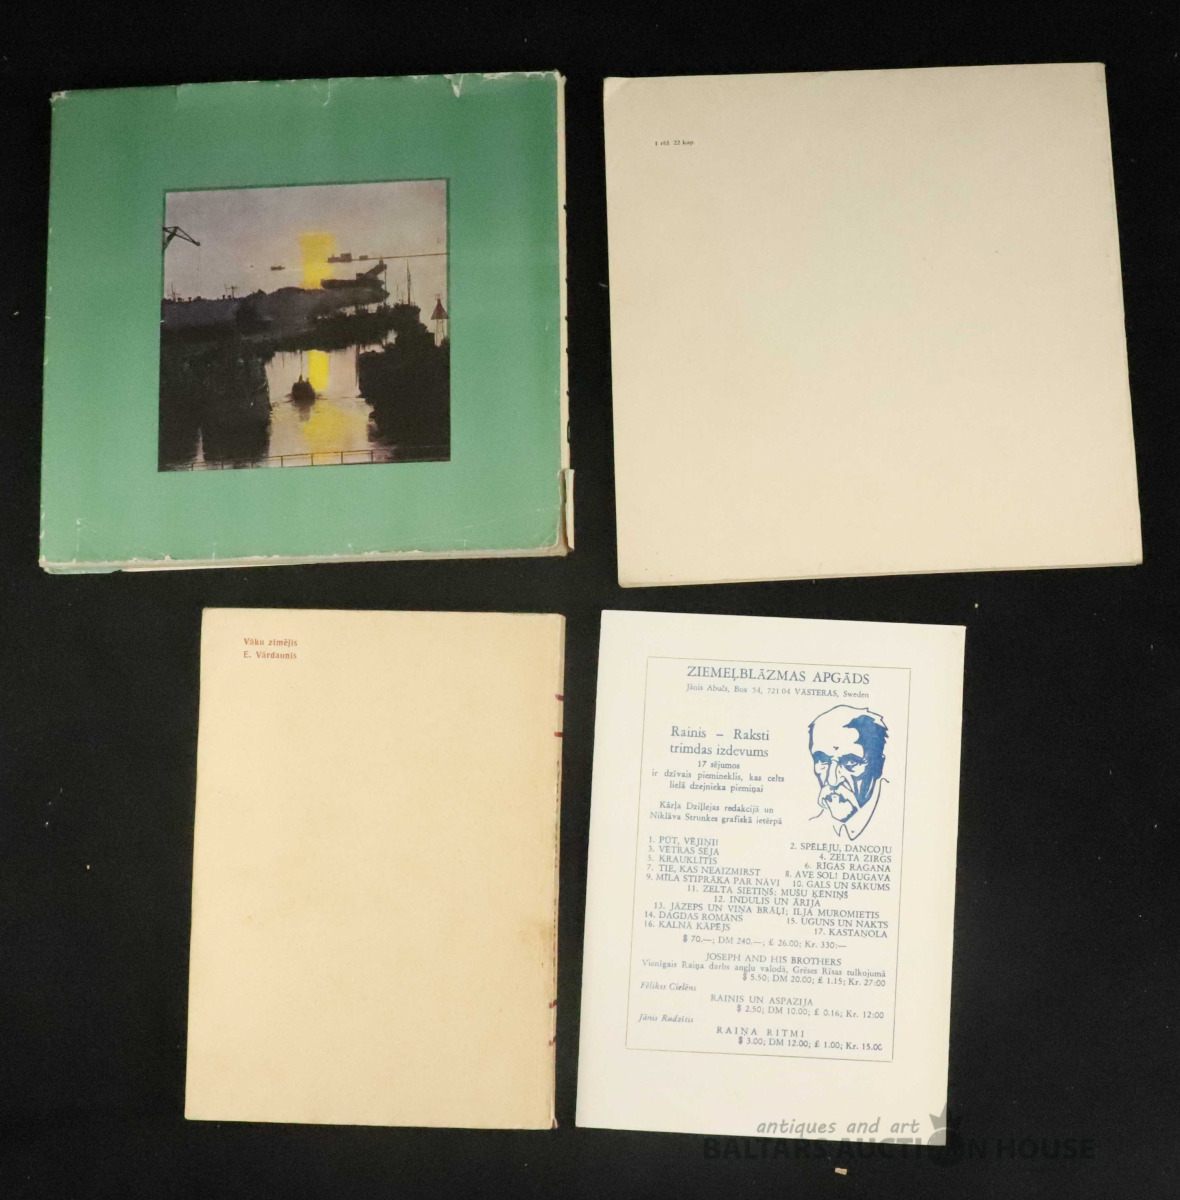 1 rbļ 22 kap.
Vāku zīmējis
E. Vārdaunis
ZIEMEĻBLĀZMAS APGĀDS
Jānis Abučs, Box 54, 721 04 VÄSTERÅS, Sweden
Rainis – Raksti
trimdas izdevums
17 sējumos
ir dzīvais piemineklis, kas celts
lielā dzejnieka piemiņai
Kārļa Dziļlejas redakcijā un
Niklāva Strunkes grafiskā ietērpā
1. PŪT, VĒJIŅI! 2. SPĒLĒJU, DANCOJU
3. VĒTRAS SĒJA 4. ZELTA ZIRGS
5. KRAUKLĪTIS 6. RĪGAS RAGANA
7. TIE, KAS NEAIZMIRST 8. AVE SOL! DAUGAVA
9. MĪLA STIPRĀKA PAR NĀVI 10. GALS UN SĀKUMS
11. ZELTA SIETIŅŠ; MUŠU ĶĒNIŅŠ
12. INDULIS UN ĀRIJA
13. JĀZEPS UN VIŅA BRĀĻI; IĻJA MUROMIETIS
14. DAGDAS ROMĀNS 15. UGUNS UN NAKTS
16. KALNĀ KĀPĒJS 17. KASTAŅOLA
$ 70.—; DM 240.—; £ 26.00; Kr. 330:—
JOSEPH AND HIS BROTHERS
Vienīgais Raiņa darbs angļu valodā, Grēses Rīsas tulkojumā
$ 5.50; DM 20.00; £ 1.15; Kr. 27:00
Fēlikss Cielēns
RAINIS UN ASPAZIJA
$ 2.50; DM 10.00; £ 0.16; Kr. 12:00
Jānis Rudzītis
RAIŅA RITMI
$ 3.00; DM 12.00; £ 1.00; Kr. 15.00
antiques and art
BALTARS AUCTION HOUSE